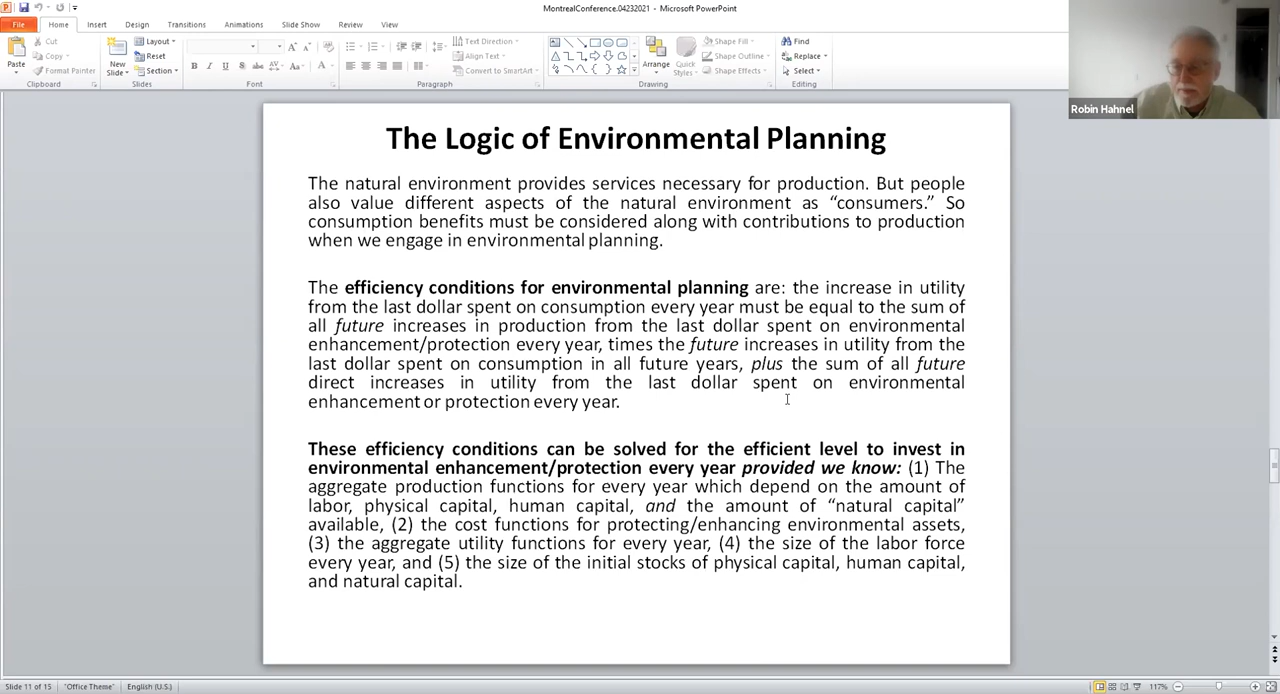 MontrealConference.04232021 - Microsoft PowerPoint
File Home Insert Design Transitions Animations Slide Show Review View
Paste Cut Copy Format Painter
New Slide Layout Reset Section
Text Direction Align Text Convert to SmartArt
Arrange Quick Styles Shape Fill Shape Outline Shape Effects
Find Replace Select
Clipboard Slides Font Paragraph Drawing Editing
Robin Hahnel
The Logic of Environmental Planning
The natural environment provides services necessary for production. But people
also value different aspects of the natural environment as “consumers.” So
consumption benefits must be considered along with contributions to production
when we engage in environmental planning.
The efficiency conditions for environmental planning are: the increase in utility
from the last dollar spent on consumption every year must be equal to the sum of
all future increases in production from the last dollar spent on environmental
enhancement/protection every year, times the future increases in utility from the
last dollar spent on consumption in all future years, plus the sum of all future
direct increases in utility from the last dollar spent on environmental
enhancement or protection every year.
These efficiency conditions can be solved for the efficient level to invest in
environmental enhancement/protection every year provided we know: (1) The
aggregate production functions for every year which depend on the amount of
labor, physical capital, human capital, and the amount of “natural capital”
available, (2) the cost functions for protecting/enhancing environmental assets,
(3) the aggregate utility functions for every year, (4) the size of the labor force
every year, and (5) the size of the initial stocks of physical capital, human capital,
and natural capital.
Slide 11 of 15 "Office Theme" English (U.S.) 117%